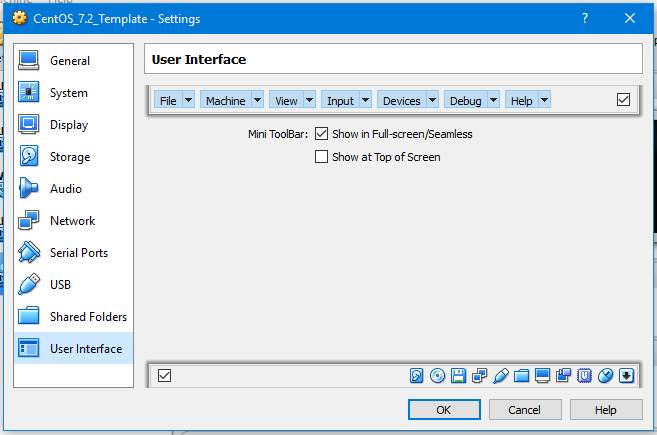 CentOS_7.2_Template - Settings
General
System
Display
Storage
Audio
Network
Serial Ports
USB
Shared Folders
User Interface
User Interface
File Machine View Input Devices Debug Help
Mini ToolBar: Show in Full-screen/Seamless
Show at Top of Screen
OK Cancel Help